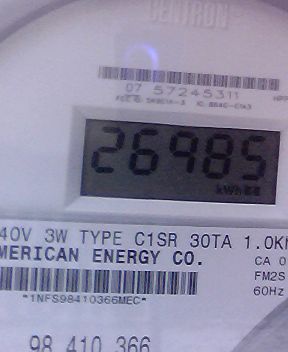 CENTRON
07 57245311
26985
kWh
40V 3W TYPE C1SR 30TA 1.0K
MERICAN ENERGY CO.
CA 0
FM2S
60Hz
*1NFS98410366MEC*
98 410 366